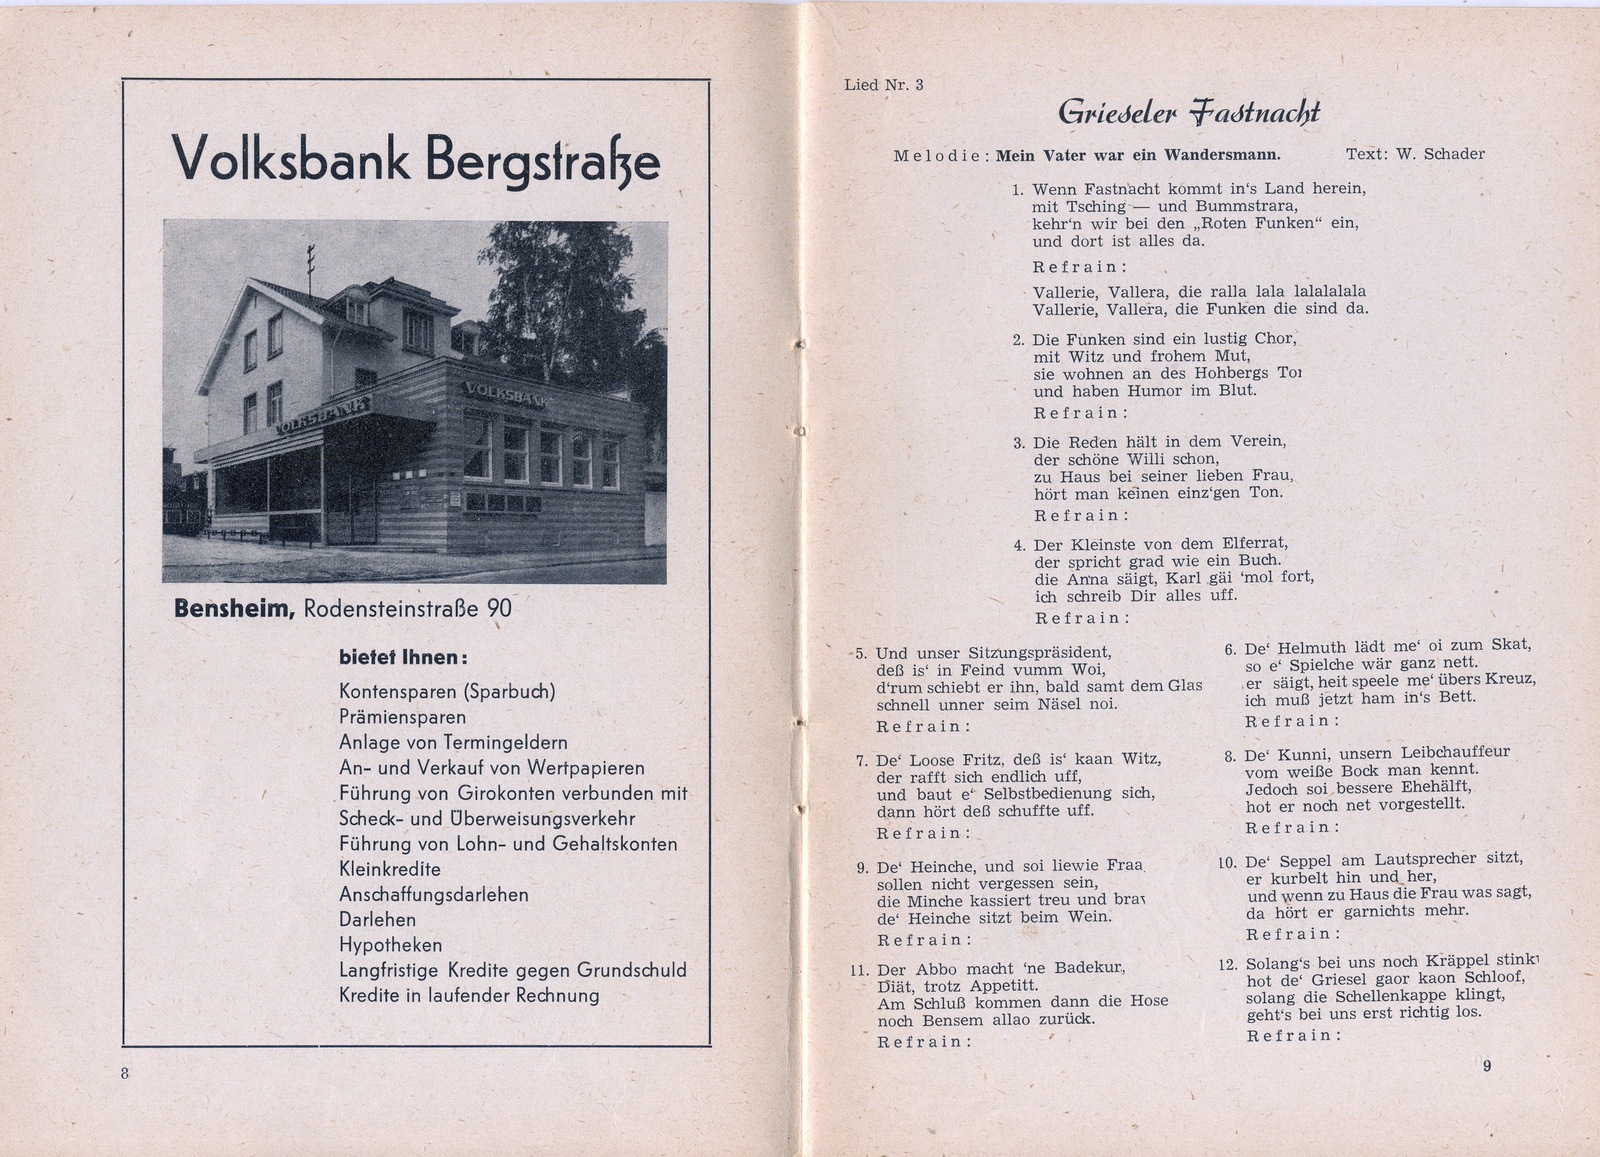 Volksbank Bergstraße
VOLKSBANK
VOLKSBANK
Bensheim, Rodensteinstraße 90
bietet Ihnen:
Kontensparen (Sparbuch)
Prämiensparen
Anlage von Termingeldern
An- und Verkauf von Wertpapieren
Führung von Girokonten verbunden mit
Scheck- und Überweisungsverkehr
Führung von Lohn- und Gehaltskonten
Kleinkredite
Anschaffungsdarlehen
Darlehen
Hypotheken
Langfristige Kredite gegen Grundschuld
Kredite in laufender Rechnung
8
Lied Nr. 3
Grieseler Fastnacht
Melodie: Mein Vater war ein Wandersmann. Text: W. Schader
1. Wenn Fastnacht kommt in's Land herein,
mit Tsching — und Bummstrara,
kehr'n wir bei den „Roten Funken" ein,
und dort ist alles da.
Refrain:
Vallerie, Vallera, die ralla lala lalalalala
Vallerie, Vallera, die Funken die sind da.
2. Die Funken sind ein lustig Chor,
mit Witz und frohem Mut,
sie wohnen an des Hohbergs Tor
und haben Humor im Blut.
Refrain:
3. Die Reden hält in dem Verein,
der schöne Willi schon,
zu Haus bei seiner lieben Frau,
hört man keinen einz'gen Ton.
Refrain:
4. Der Kleinste von dem Elferrat,
der spricht grad wie ein Buch.
die Anna säigt, Karl gäi 'mol fort,
ich schreib Dir alles uff.
Refrain:
5. Und unser Sitzungspräsident,
deß is' in Feind vumm Woi,
d'rum schiebt er ihn, bald samt dem Glas
schnell unner seim Näsel noi.
Refrain:
6. De' Helmuth lädt me' oi zum Skat,
so e' Spielche wär ganz nett.
er säigt, heit speele me' übers Kreuz,
ich muß jetzt ham in's Bett.
Refrain:
7. De' Loose Fritz, deß is' kaan Witz,
der rafft sich endlich uff,
und baut e' Selbstbedienung sich,
dann hört deß schuffte uff.
Refrain:
8. De' Kunni, unsern Leibchauffeur
vom weiße Bock man kennt.
Jedoch soi bessere Ehehälft,
hot er noch net vorgestellt.
Refrain:
9. De' Heinche, und soi liewie Fraa
sollen nicht vergessen sein,
die Minche kassiert treu und brav
de' Heinche sitzt beim Wein.
Refrain:
10. De' Seppel am Lautsprecher sitzt,
er kurbelt hin und her,
und wenn zu Haus die Frau was sagt,
da hört er garnichts mehr.
Refrain:
11. Der Abbo macht 'ne Badekur,
Diät, trotz Appetitt.
Am Schluß kommen dann die Hose
noch Bensem allao zurück.
Refrain:
12. Solang's bei uns noch Kräppel stinkt
hot de' Griesel gaor kaon Schloof,
solang die Schellenkappe klingt,
geht's bei uns erst richtig los.
Refrain:
9